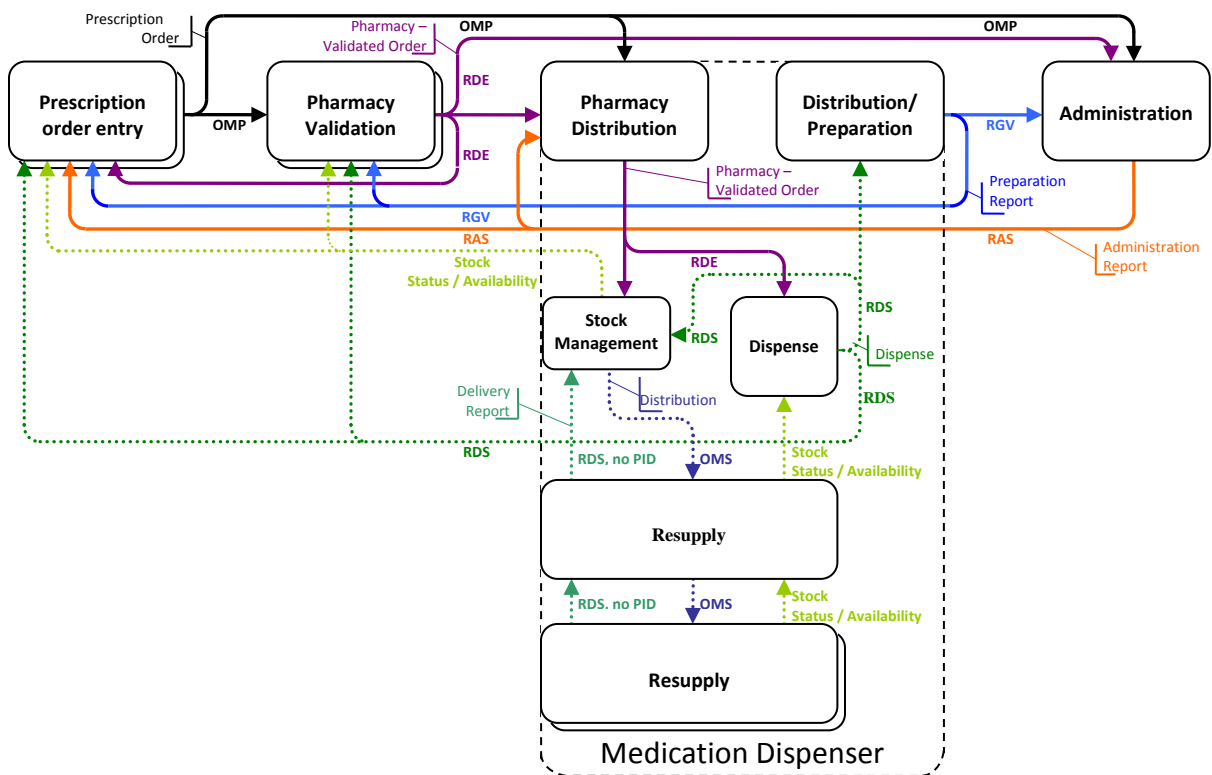 Prescription
Order
Pharmacy –
Validated Order
OMP
OMP
RDE
Prescription
order entry
OMP
Pharmacy
Validation
RDE
Pharmacy
Distribution
Distribution/
Preparation
RGV
Administration
Pharmacy –
Validated Order
Preparation
Report
RGV
RAS
RAS
Administration
Report
Stock
Status / Availability
RDE
RDS
Stock
Management
RDS
Dispense
Dispense
Delivery
Report
Distribution
RDS
RDS
RDS, no PID
OMS
Stock
Status / Availability
Resupply
RDS. no PID
OMS
Stock
Status / Availability
Resupply
Medication Dispenser